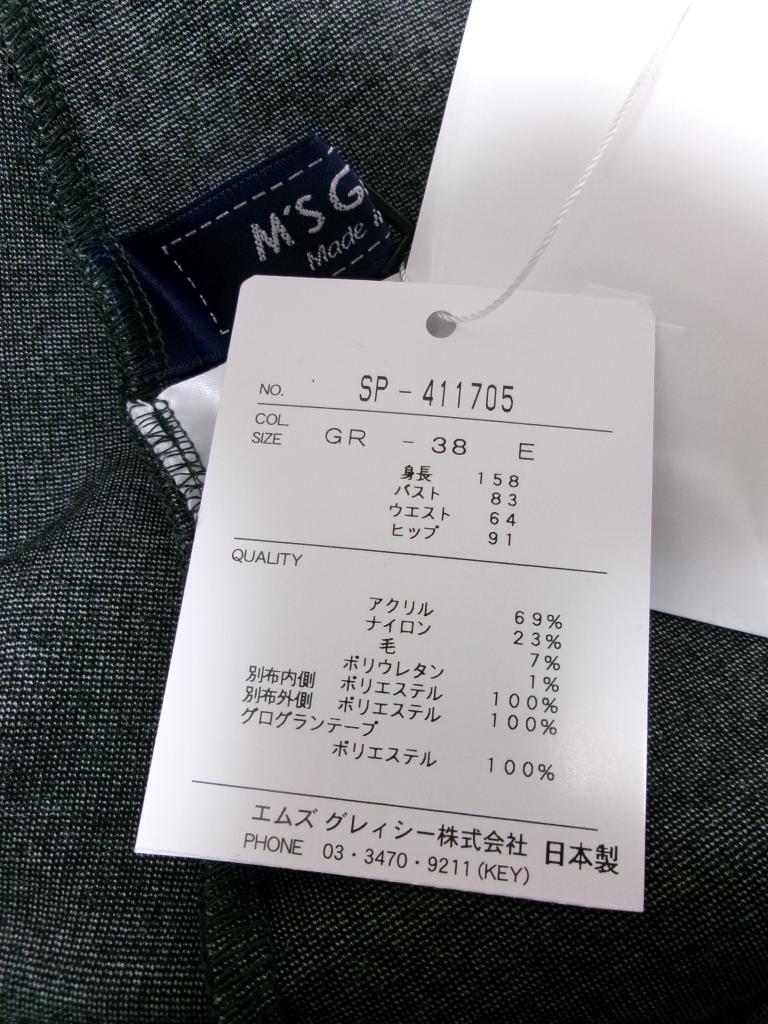 M'S G
Made
NO. SP-411705
COL.
SIZE GR - 38 E
身長 158
バスト 83
ウエスト 64
ヒップ 91
QUALITY
アクリル 69%
ナイロン 23%
毛 7%
ポリウレタン 1%
別布内側 ポリエステル 100%
別布外側 ポリエステル 100%
グログランテープ
ポリエステル 100%
エムズ グレィシー株式会社 日本製
PHONE 03・3470・9211(KEY)